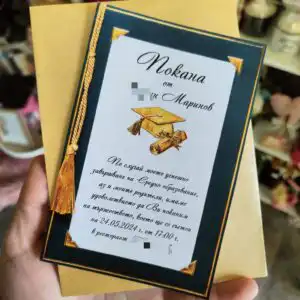 Покана
от
Маринов
По случай моето успешно
завършване на Средно образование,
аз и моите родители, имаме
удоволствието да Ви поканим
на тържеството, което ще се състои
на 24.05.2024 г. от 17:00 г.
в ресторант